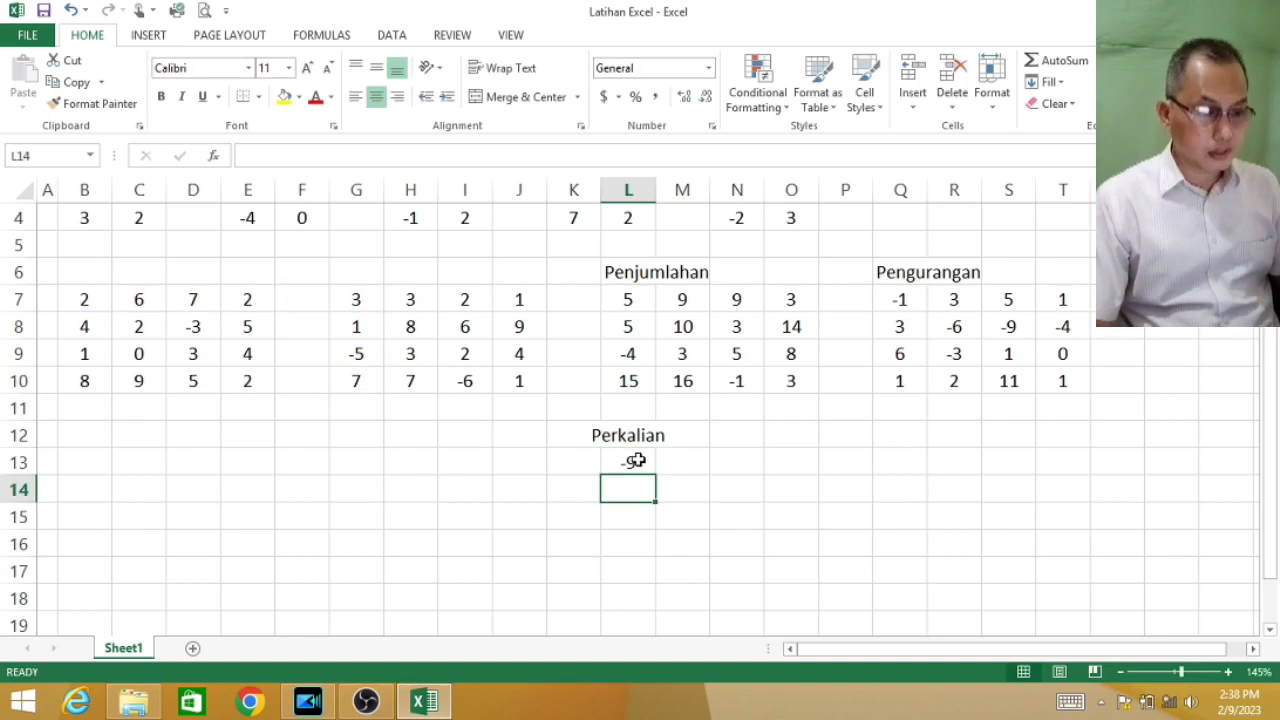 Latihan Excel - Excel
FILE HOME INSERT PAGE LAYOUT FORMULAS DATA REVIEW VIEW
Cut
Copy
Format Painter
Paste
Clipboard
Calibri 11
B I U
Font
Wrap Text
Merge & Center
Alignment
General
$ % ,
Number
Conditional Formatting
Format as Table
Cell Styles
Styles
Insert Delete Format
Cells
AutoSum
Fill
Clear
L14 fx
A B C D E F G H I J K L M N O P Q R S T
4 3 2 -4 0 -1 2 7 2 -2 3
5
6 Penjumlahan Pengurangan
7 2 6 7 2 3 3 2 1 5 9 9 3 -1 3 5 1
8 4 2 -3 5 1 8 6 9 5 10 3 14 3 -6 -9 -4
9 1 0 3 4 -5 3 2 4 -4 3 5 8 6 -3 1 0
10 8 9 5 2 7 7 -6 1 15 16 -1 3 1 2 11 1
11
12 Perkalian
13
14
15
16
17
18
19
Sheet1
READY 145%
2:38 PM
2/9/2023